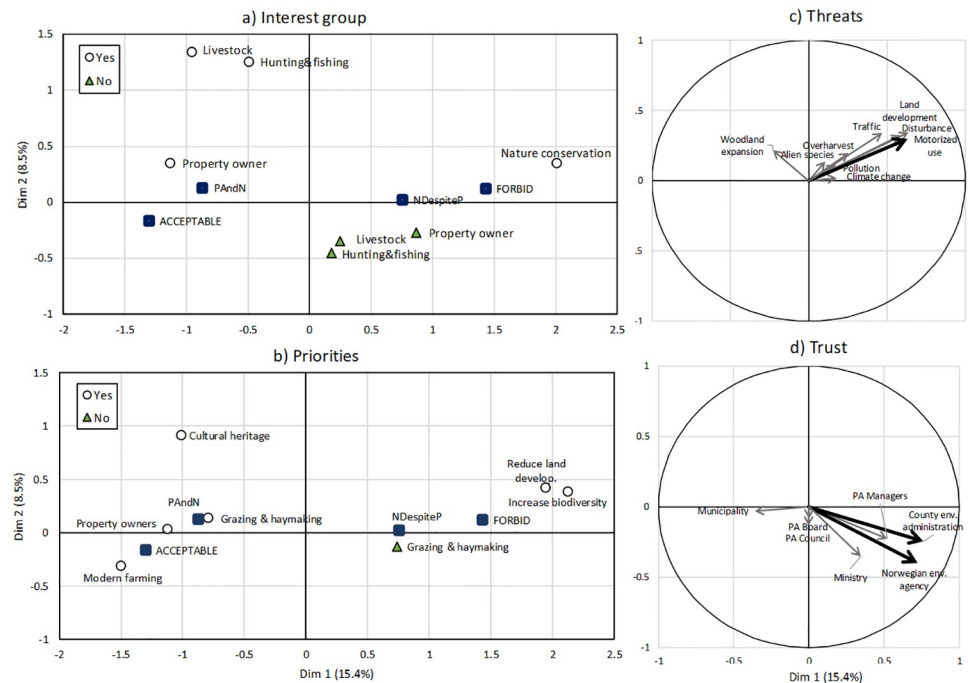 a) Interest group
1.5
1
0.5
0
-0.5
-1
-2
-1.5
-1
-0.5
0
0.5
1
1.5
2
2.5
Dim 2 (8.5%)
Yes
No
Livestock
Hunting&fishing
Property owner
Nature conservation
PAndN
FORBID
NDespiteP
ACCEPTABLE
Property owner
Livestock
Hunting&fishing
b) Priorities
1.5
1
0.5
0
-0.5
-1
-2
-1.5
-1
-0.5
0
0.5
1
1.5
2
2.5
Dim 2 (8.5%)
Dim 1 (15.4%)
Yes
No
Cultural heritage
Reduce land
develop.
Increase biodiversity
PAndN
Grazing & haymaking
NDespiteP
FORBID
Property owners
ACCEPTABLE
Grazing & haymaking
Modern farming
c) Threats
1
.5
0
.5
-1
Land
development
Traffic
Disturbance
Woodland
expansion
Overharvest
Motorized
use
Alien species
Pollution
Climate change
d) Trust
1
0.5
0
-0.5
-1
-1
-0.5
0
0.5
1
Dim 1 (15.4%)
PA Managers
Municipality
County env.
administration
PA Board
PA Council
Ministry
Norwegian env.
agency